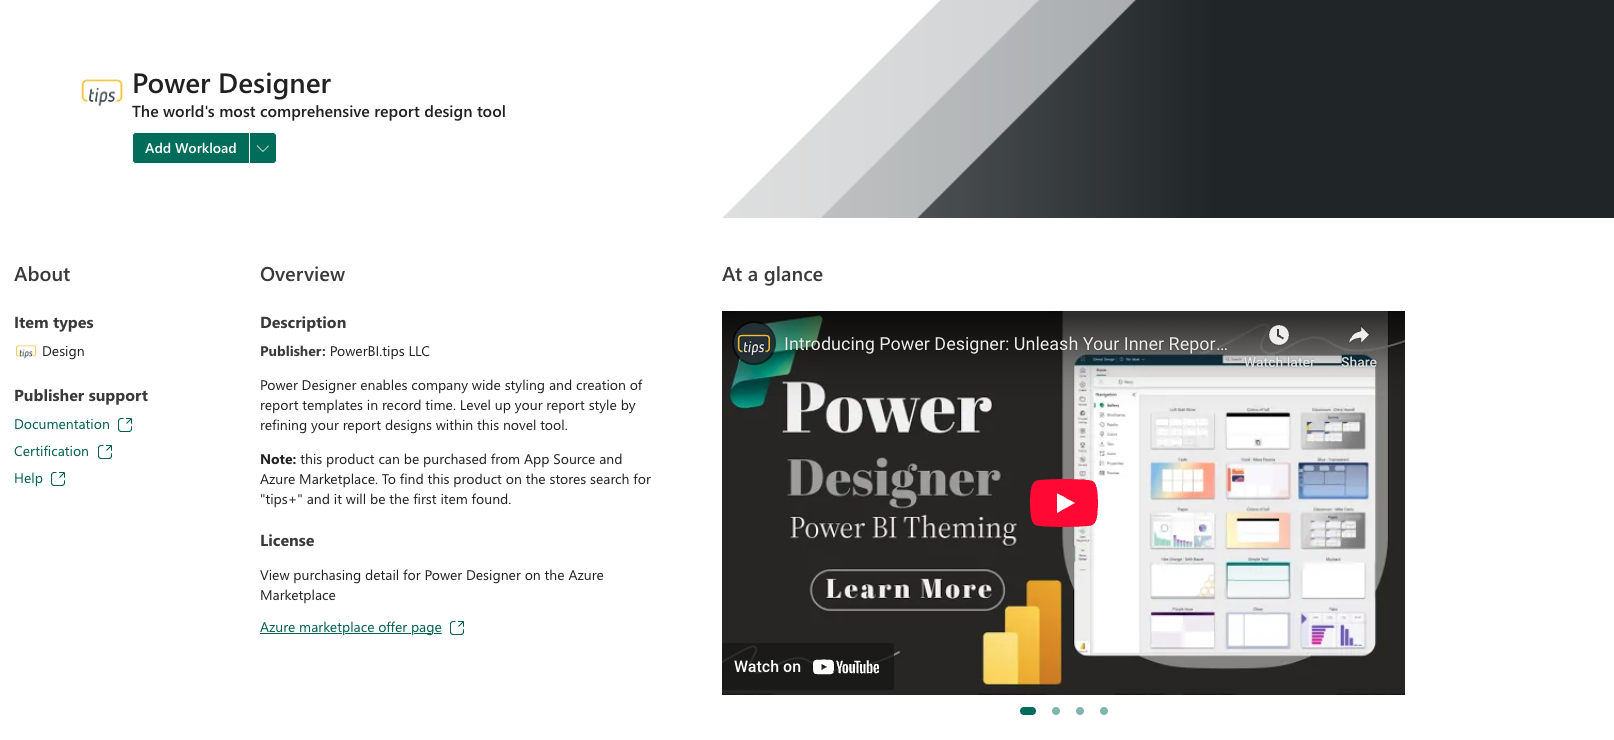 tips
Power Designer
The world's most comprehensive report design tool
Add Workload
About
Item types
tips Design
Publisher support
Documentation
Certification
Help
Overview
Description
Publisher: PowerBI.tips LLC
Power Designer enables company wide styling and creation of
report templates in record time. Level up your report style by
refining your report designs within this novel tool.
Note: this product can be purchased from App Source and
Azure Marketplace. To find this product on the stores search for
"tips+" and it will be the first item found.
License
View purchasing detail for Power Designer on the Azure
Marketplace
Azure marketplace offer page
At a glance
tips
Introducing Power Designer: Unleash Your Inner Repor...
Watch later
Share
Power
Designer
Power BI Theming
Learn More
Watch on YouTube